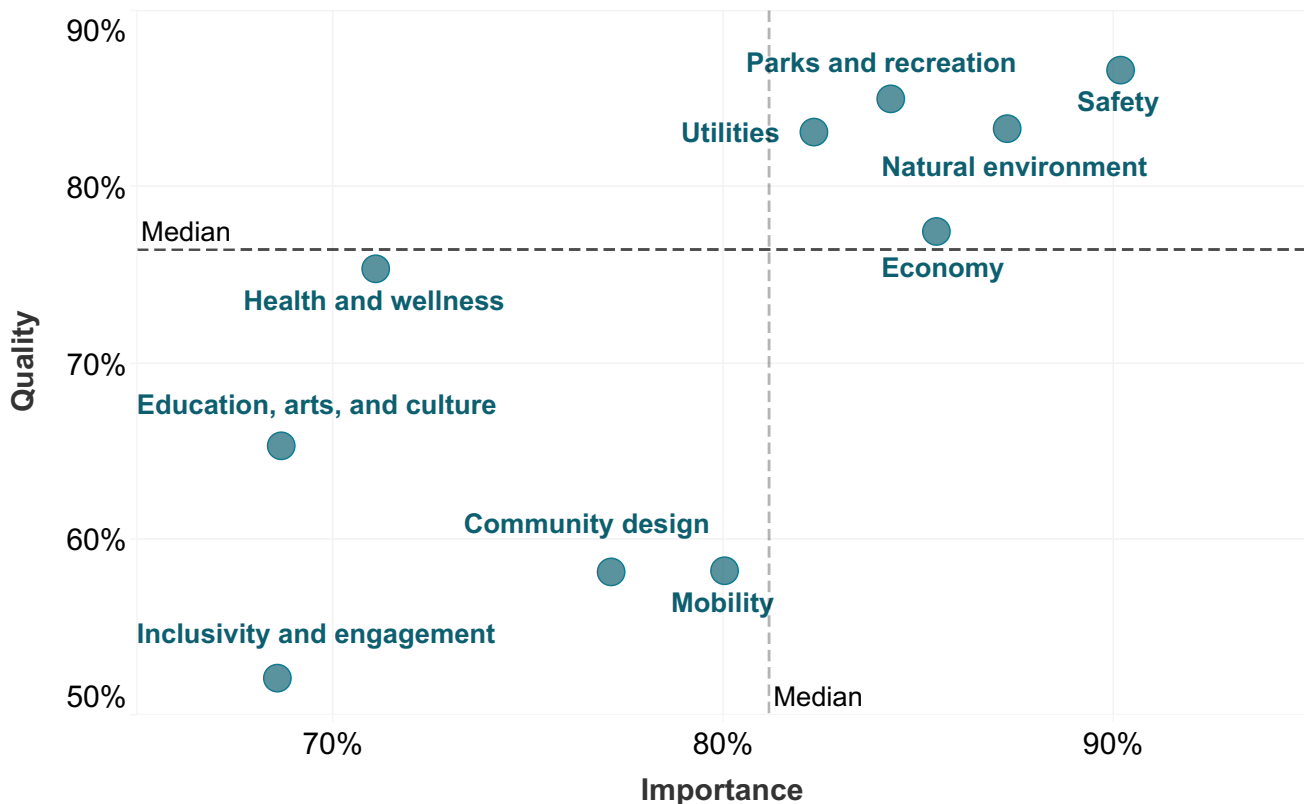 90%
Parks and recreation
Safety
Utilities
Natural environment
80%
Median
Economy
Health and wellness
70%
Education, arts, and culture
Quality
Community design
60%
Mobility
Inclusivity and engagement
50%
Median
70%
80%
90%
Importance